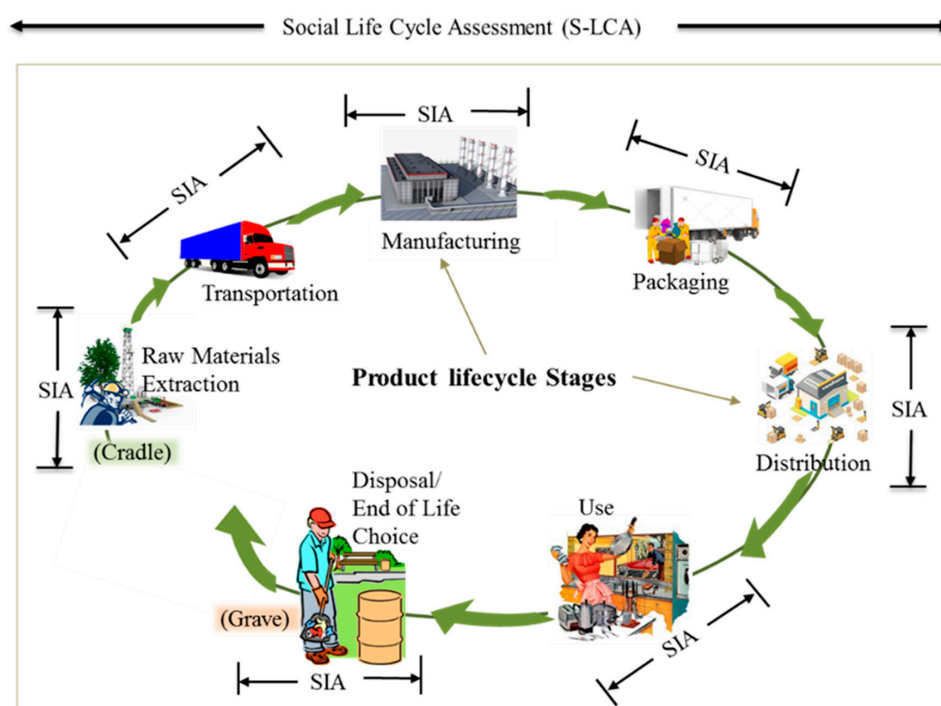 Social Life Cycle Assessment (S-LCA)
SIA
SIA
SIA
Manufacturing
Transportation
Packaging
SIA
Raw Materials
Extraction
(Cradle)
Product lifecycle Stages
SIA
Distribution
Disposal/
End of Life
Choice
Use
(Grave)
SIA
SIA